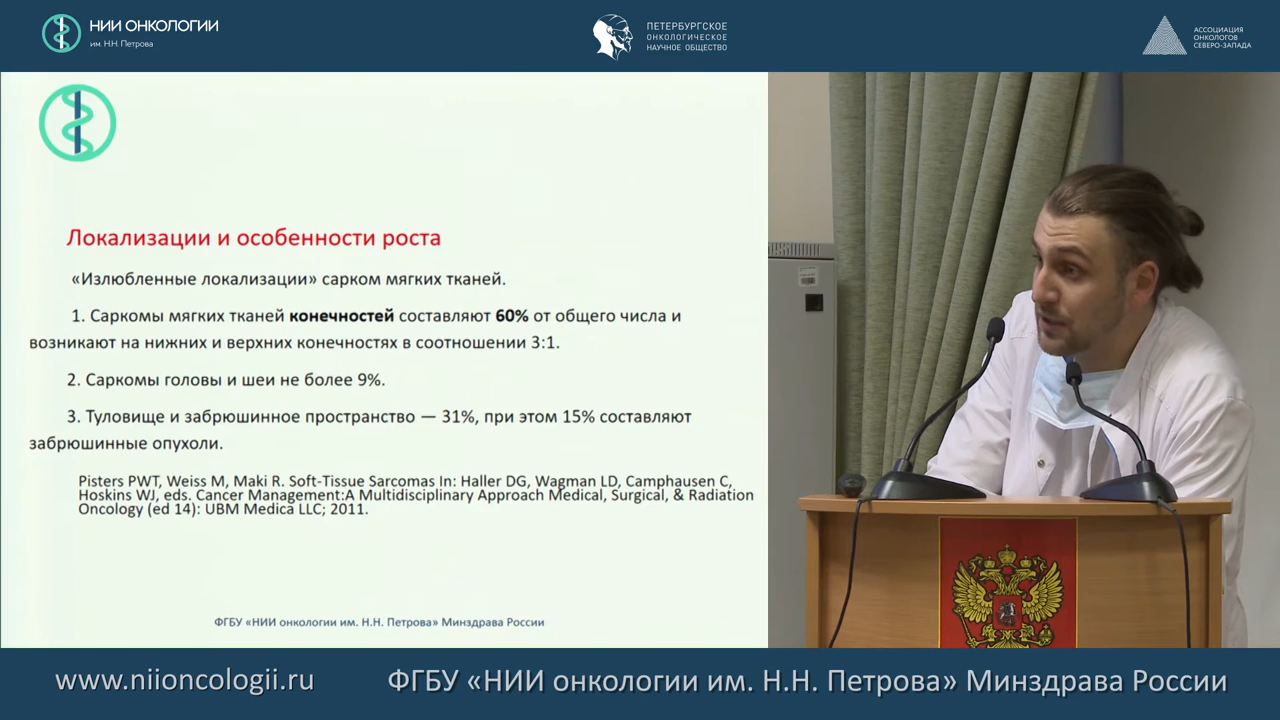 НИИ ОНКОЛОГИИ
им. Н.Н. Петрова
ПЕТЕРБУРГСКОЕ
ОНКОЛОГИЧЕСКОЕ
НАУЧНОЕ ОБЩЕСТВО
АССОЦИАЦИЯ
ОНКОЛОГОВ
СЕВЕРО-ЗАПАДА
Локализации и особенности роста
«Излюбленные локализации» сарком мягких тканей.
1. Саркомы мягких тканей конечностей составляют 60% от общего числа и
возникают на нижних и верхних конечностях в соотношении 3:1.
2. Саркомы головы и шеи не более 9%.
3. Туловище и забрюшинное пространство — 31%, при этом 15% составляют
забрюшинные опухоли.
Pisters PWT, Weiss M, Maki R. Soft-Tissue Sarcomas In: Haller DG, Wagman LD, Camphausen C,
Hoskins WJ, eds. Cancer Management:A Multidisciplinary Approach Medical, Surgical, & Radiation
Oncology (ed 14): UBM Medica LLC; 2011.
ФГБУ «НИИ онкологии им. Н.Н. Петрова» Минздрава России
www.niioncologii.ru
ФГБУ «НИИ онкологии им. Н.Н. Петрова» Минздрава России